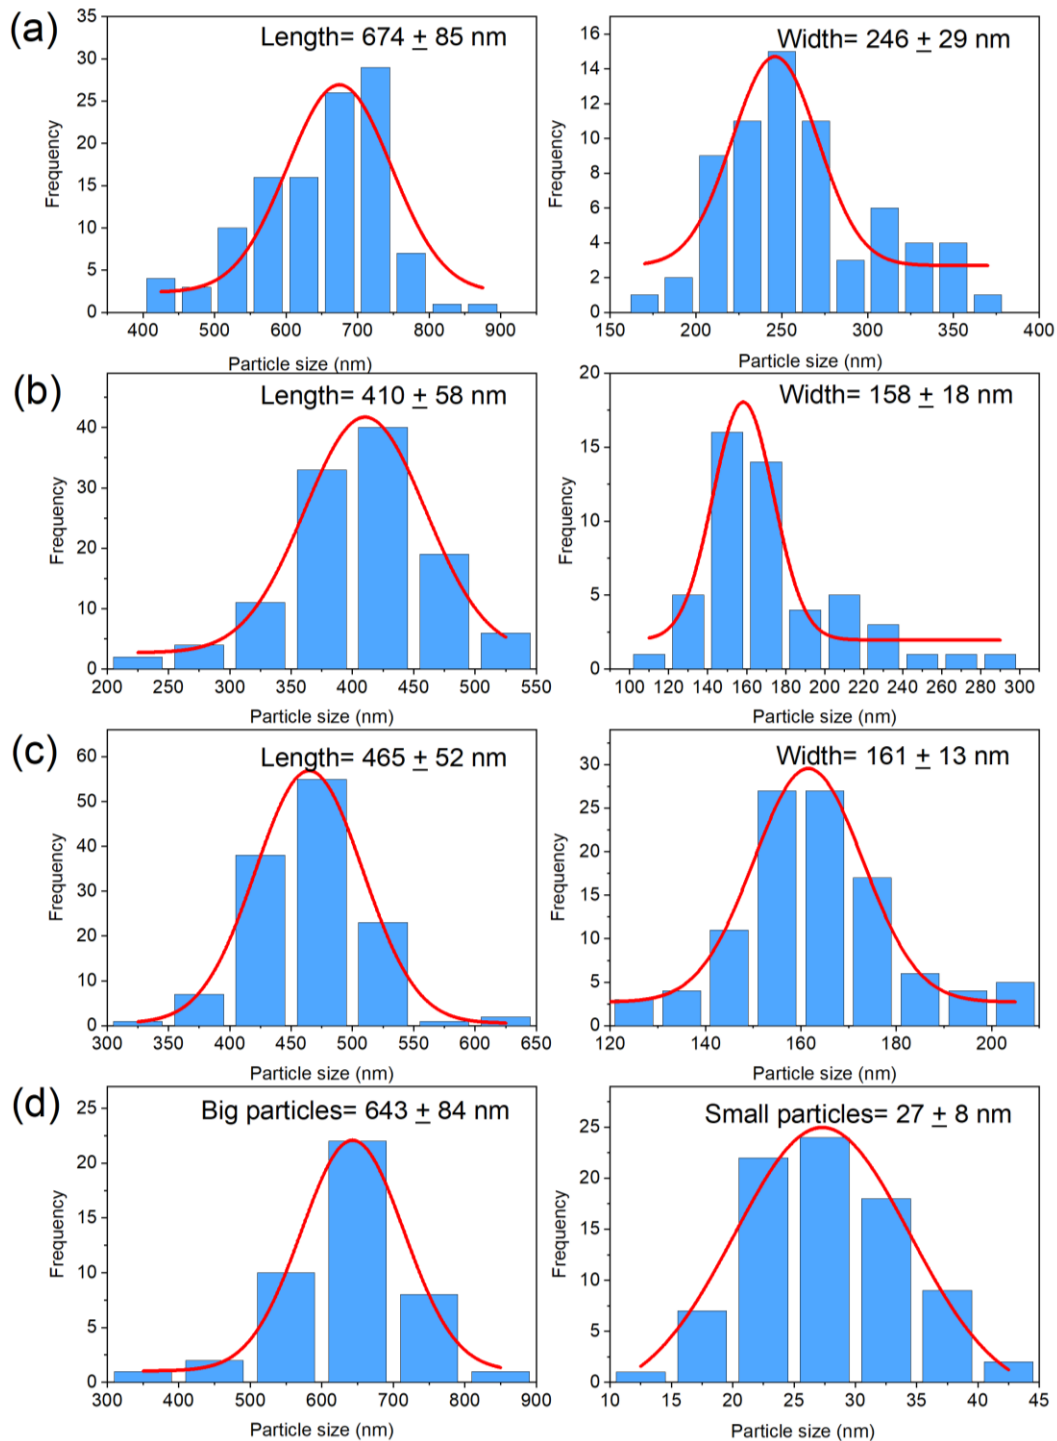 (a)
Length= 674 ± 85 nm
35
30
25
20
15
10
5
0
Frequency
400 500 600 700 800 900
Particle size (nm)
Width= 246 ± 29 nm
16
14
12
10
8
6
4
2
0
Frequency
150 200 250 300 350 400
Particle size (nm)
(b)
Length= 410 ± 58 nm
40
30
20
10
0
Frequency
200 250 300 350 400 450 500 550
Particle size (nm)
Width= 158 ± 18 nm
20
15
10
5
0
Frequency
100 120 140 160 180 200 220 240 260 280 300
Particle size (nm)
(c)
Length= 465 ± 52 nm
60
50
40
30
20
10
0
Frequency
300 350 400 450 500 550 600 650
Particle size (nm)
Width= 161 ± 13 nm
30
25
20
15
10
5
0
Frequency
120 140 160 180 200
Particle size (nm)
(d)
Big particles= 643 ± 84 nm
25
20
15
10
5
0
Frequency
300 400 500 600 700 800 900
Particle size (nm)
Small particles= 27 ± 8 nm
25
20
15
10
5
0
Frequency
10 15 20 25 30 35 40 45
Particle size (nm)